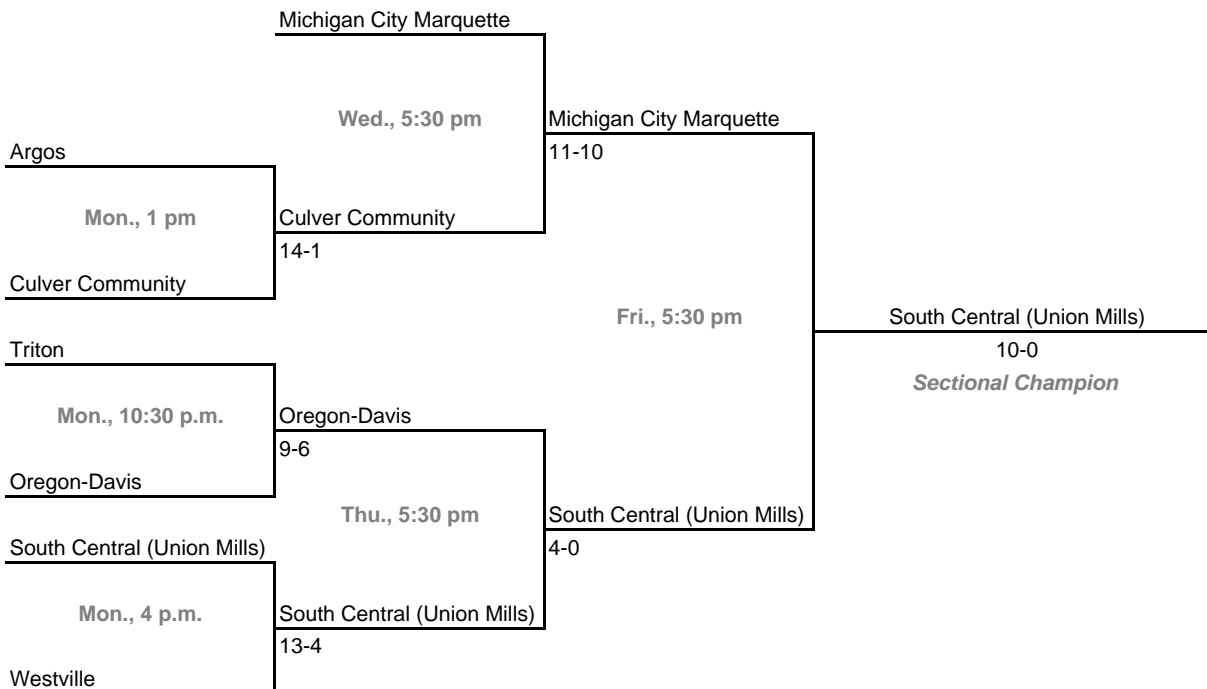 Michigan City Marquette
Wed., 5:30 pm
Michigan City Marquette
11-10
Argos
Mon., 1 pm
Culver Community
14-1
Culver Community
Fri., 5:30 pm
South Central (Union Mills)
10-0
Sectional Champion
Triton
Mon., 10:30 p.m.
Oregon-Davis
9-6
Oregon-Davis
Thu., 5:30 pm
South Central (Union Mills)
4-0
South Central (Union Mills)
Mon., 4 p.m.
South Central (Union Mills)
13-4
Westville